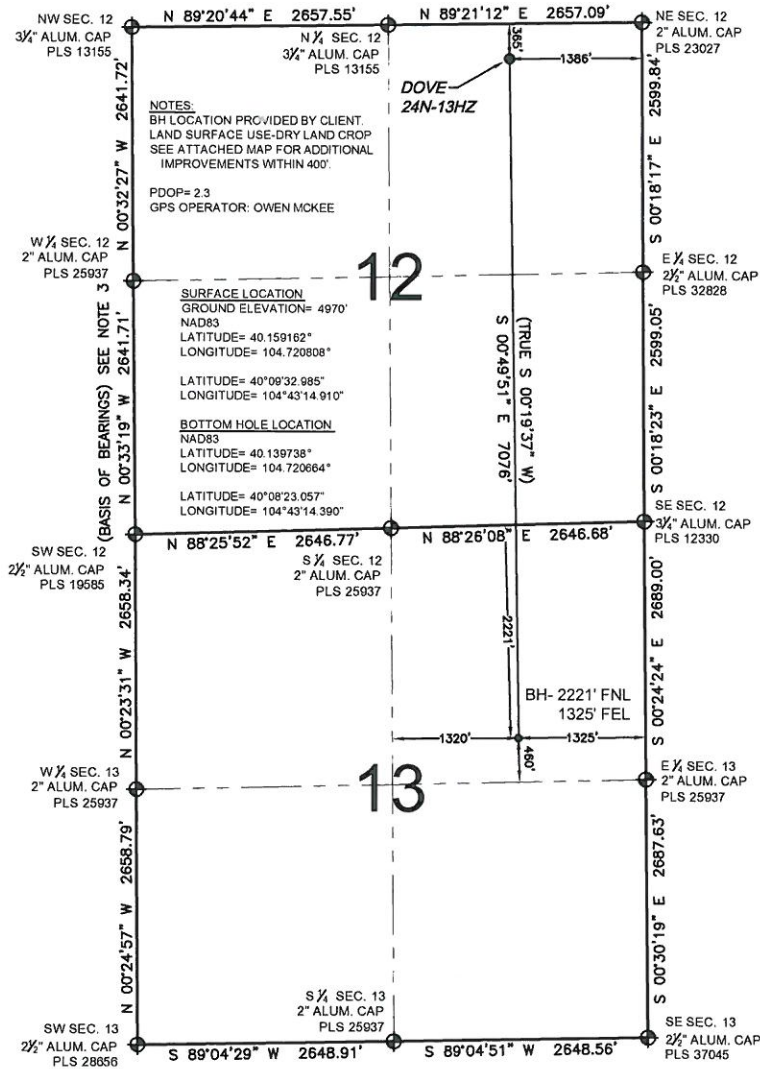 NW SEC. 12
3¼" ALUM. CAP
PLS 13155
N 89°20'44" E 2657.55'
N ¼ SEC. 12
3¼" ALUM. CAP
PLS 13155
N 89°21'12" E 2657.09'
NE SEC. 12
2" ALUM. CAP
PLS 23027
365'
1386'
DOVE
24N-13HZ
N 00°32'27" W 2641.72'
NOTES:
BH LOCATION PROVIDED BY CLIENT.
LAND SURFACE USE-DRY LAND CROP
SEE ATTACHED MAP FOR ADDITIONAL
IMPROVEMENTS WITHIN 400'.
PDOP= 2.3
GPS OPERATOR: OWEN MCKEE
S 00°18'17" E 2599.84'
W ¼ SEC. 12
2" ALUM. CAP
PLS 25937
12
E ¼ SEC. 12
2½" ALUM. CAP
PLS 32828
(BASIS OF BEARINGS) SEE NOTE 3
N 00°33'19" W 2641.71'
SURFACE LOCATION
GROUND ELEVATION= 4970'
NAD83
LATITUDE= 40.159162°
LONGITUDE= 104.720808°
LATITUDE= 40°09'32.985"
LONGITUDE= 104°43'14.910"
BOTTOM HOLE LOCATION
NAD83
LATITUDE= 40.139738°
LONGITUDE= 104.720664°
LATITUDE= 40°08'23.057"
LONGITUDE= 104°43'14.390"
(TRUE S 00°19'37" W)
S 00°49'51" E 7076'
S 00°18'23" E 2599.05'
SW SEC. 12
2½" ALUM. CAP
PLS 19585
N 88°25'52" E 2646.77'
S ¼ SEC. 12
2" ALUM. CAP
PLS 25937
N 88°26'08" E 2646.68'
SE SEC. 12
3¼" ALUM. CAP
PLS 12330
N 00°23'31" W 2658.34'
2221'
BH- 2221' FNL
1325' FEL
1320'
1325'
460'
S 00°24'24" E 2689.00'
W ¼ SEC. 13
2" ALUM. CAP
PLS 25937
13
E ¼ SEC. 13
2" ALUM. CAP
PLS 25937
N 00°24'57" W 2658.79'
S 00°30'19" E 2687.63'
SW SEC. 13
2½" ALUM. CAP
PLS 28656
S 89°04'29" W 2648.91'
S ¼ SEC. 13
2" ALUM. CAP
PLS 25937
S 89°04'51" W 2648.56'
SE SEC. 13
2½" ALUM. CAP
PLS 37045